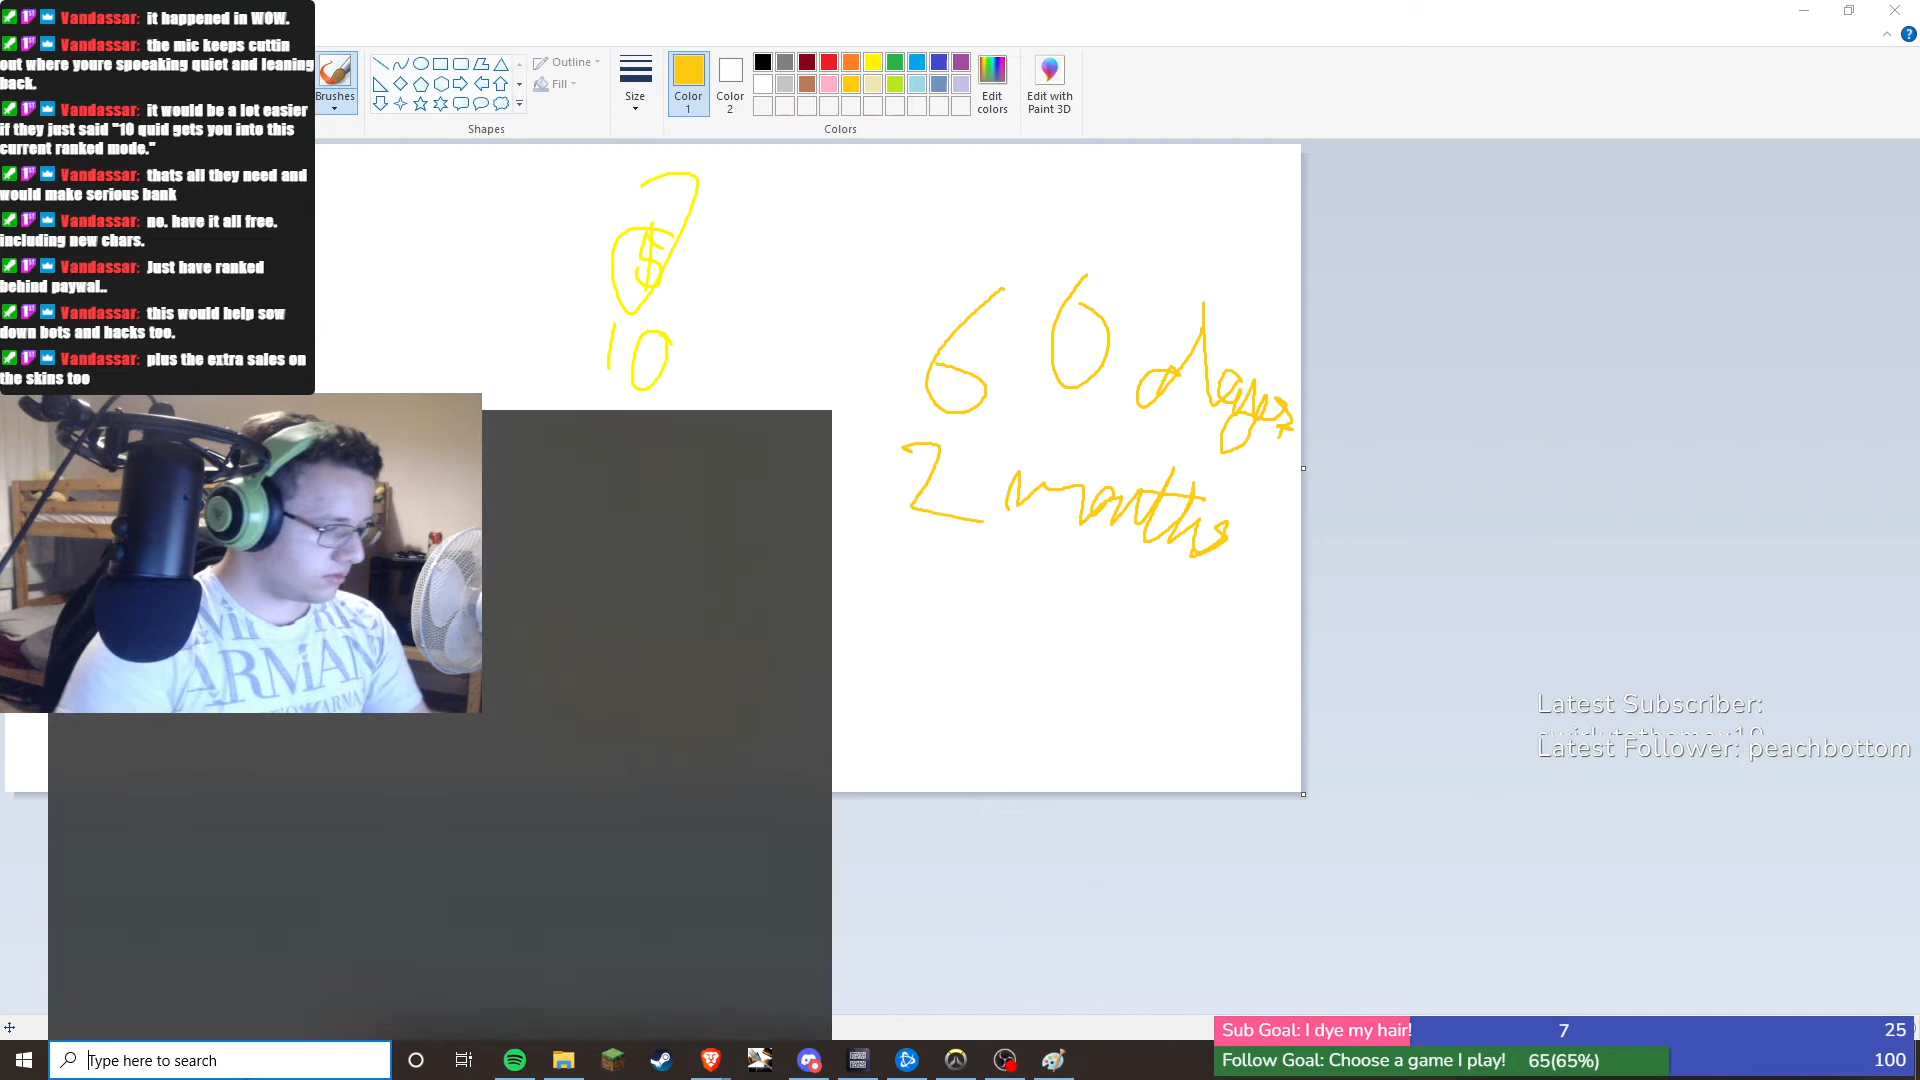 Vandassar: it happened in WOW.
Vandassar: the mic keeps cuttin
out where youre spoeaking quiet and leaning
back.
Vandassar: it would be a lot easier
if they just said "10 quid gets you into this
current ranked mode."
Vandassar: thats all they need and
would make serious bank
Vandassar: no. have it all free.
including new chars.
Vandassar: Just have ranked
behind paywal..
Vandassar: this would help sow
down bots and hacks too.
Vandassar: plus the extra sales on
the skins too
Brushes
Outline
Fill
Shapes
Size
Color
1
Color
2
Edit
colors
Edit with
Paint 3D
Colors
$
10
60 days
2 months
ARMANI
Latest Subscriber:
Latest Follower: peachbottom
Sub Goal: I dye my hair! 7 25
Follow Goal: Choose a game I play! 65(65%) 100
Type here to search